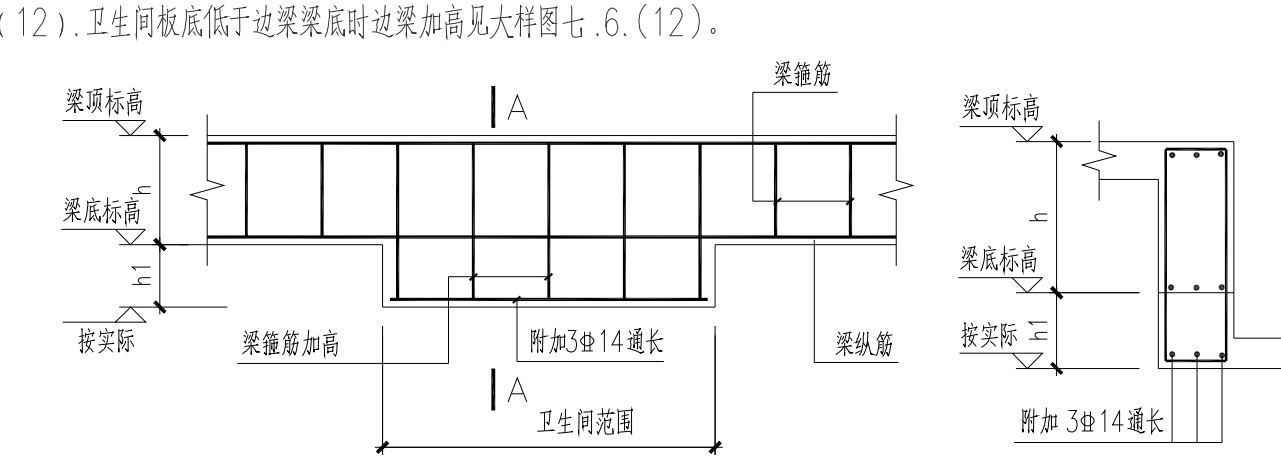 (12).卫生间板底低于边梁梁底时边梁加高见大样图七.6.(12)。
梁顶标高
梁底标高
按实际
h
h1
A
梁箍筋
梁箍筋加高
附加3Φ14通长
梁纵筋
A
卫生间范围
梁顶标高
梁底标高
按实际
h
h1
附加 3Φ14通长